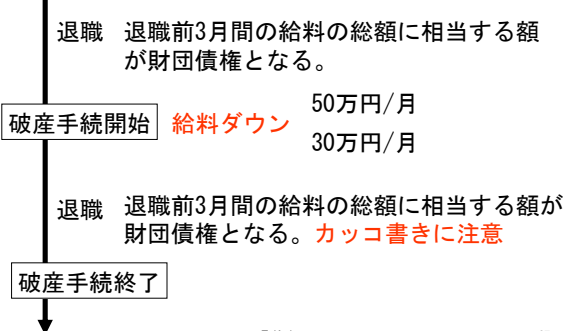 退職 退職前3月間の給料の総額に相当する額
が財団債権となる。
50万円/月
破産手続開始 給料ダウン
30万円/月
退職 退職前3月間の給料の総額に相当する額が
財団債権となる。カッコ書きに注意
破産手続終了